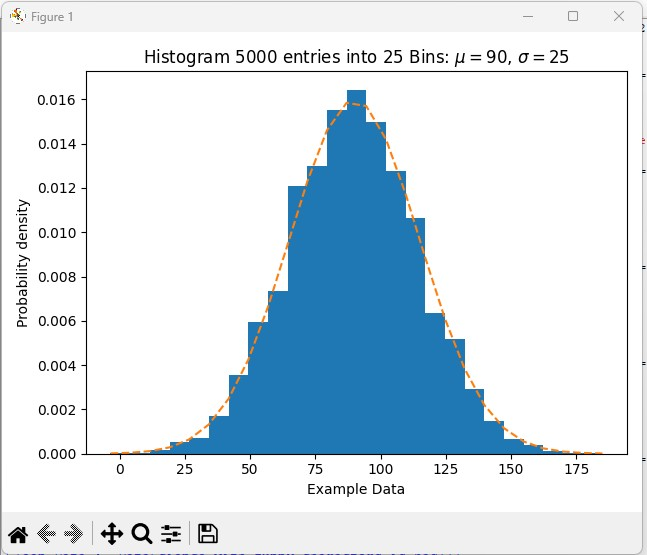 Figure 1
Histogram 5000 entries into 25 Bins: μ = 90, σ = 25
0.016
0.014
0.012
0.010
0.008
0.006
0.004
0.002
0.000
Probability density
0 25 50 75 100 125 150 175
Example Data